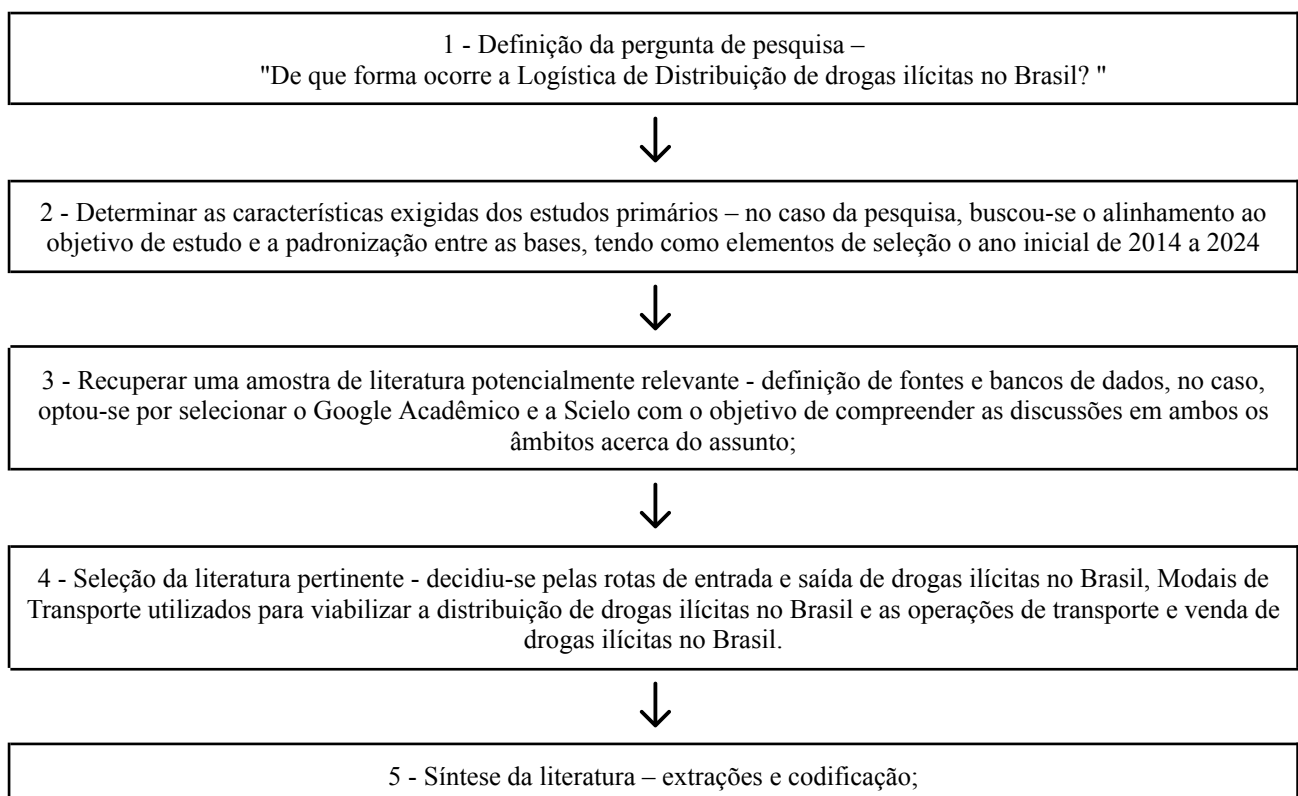 1 - Definição da pergunta de pesquisa –
"De que forma ocorre a Logística de Distribuição de drogas ilícitas no Brasil? "
2 - Determinar as características exigidas dos estudos primários – no caso da pesquisa, buscou-se o alinhamento ao
objetivo de estudo e a padronização entre as bases, tendo como elementos de seleção o ano inicial de 2014 a 2024
3 - Recuperar uma amostra de literatura potencialmente relevante - definição de fontes e bancos de dados, no caso,
optou-se por selecionar o Google Acadêmico e a Scielo com o objetivo de compreender as discussões em ambos os
âmbitos acerca do assunto;
4 - Seleção da literatura pertinente - decidiu-se pelas rotas de entrada e saída de drogas ilícitas no Brasil, Modais de
Transporte utilizados para viabilizar a distribuição de drogas ilícitas no Brasil e as operações de transporte e venda de
drogas ilícitas no Brasil.
5 - Síntese da literatura – extrações e codificação;